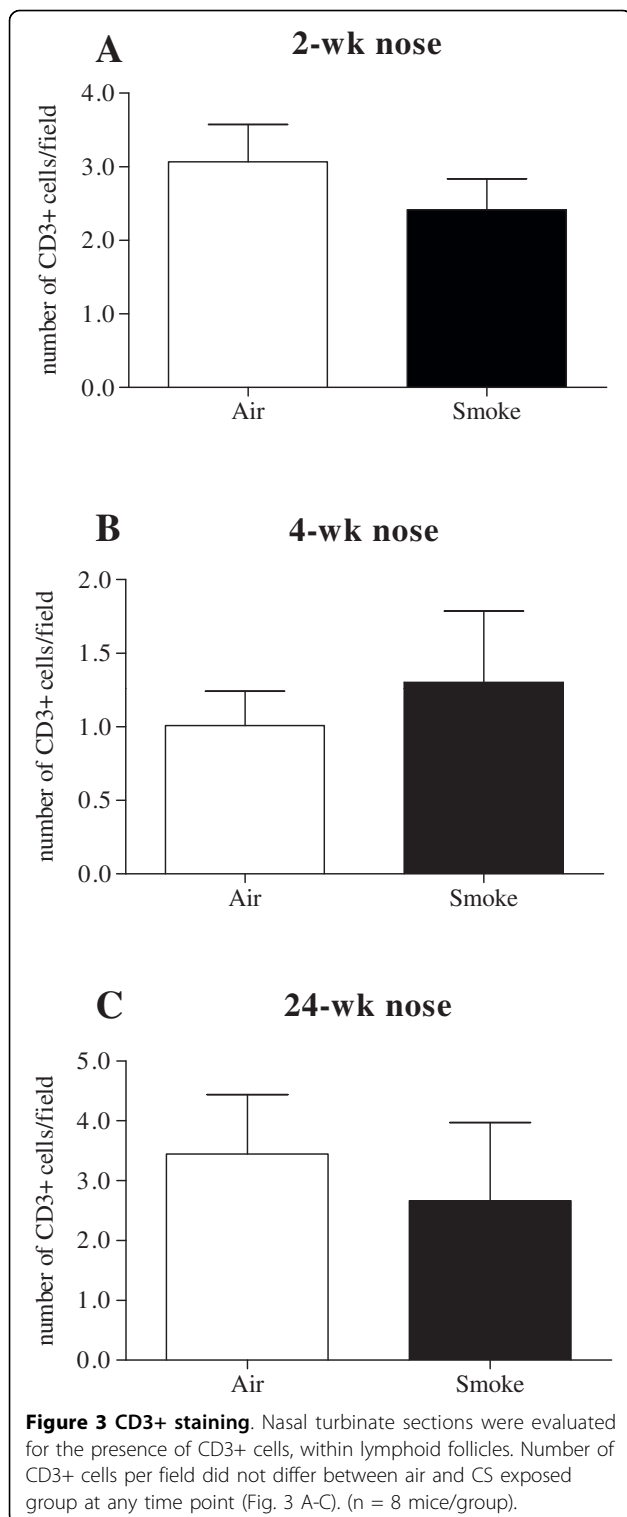 A 2-wk nose
number of CD3+ cells/field
4.0
3.0
2.0
1.0
0.0
Air Smoke
B 4-wk nose
number of CD3+ cells/field
2.0
1.5
1.0
0.5
0.0
Air Smoke
C 24-wk nose
number of CD3+ cells/field
5.0
4.0
3.0
2.0
1.0
0.0
Air Smoke
Figure 3 CD3+ staining. Nasal turbinate sections were evaluated
for the presence of CD3+ cells, within lymphoid follicles. Number of
CD3+ cells per field did not differ between air and CS exposed
group at any time point (Fig. 3 A-C). (n = 8 mice/group).